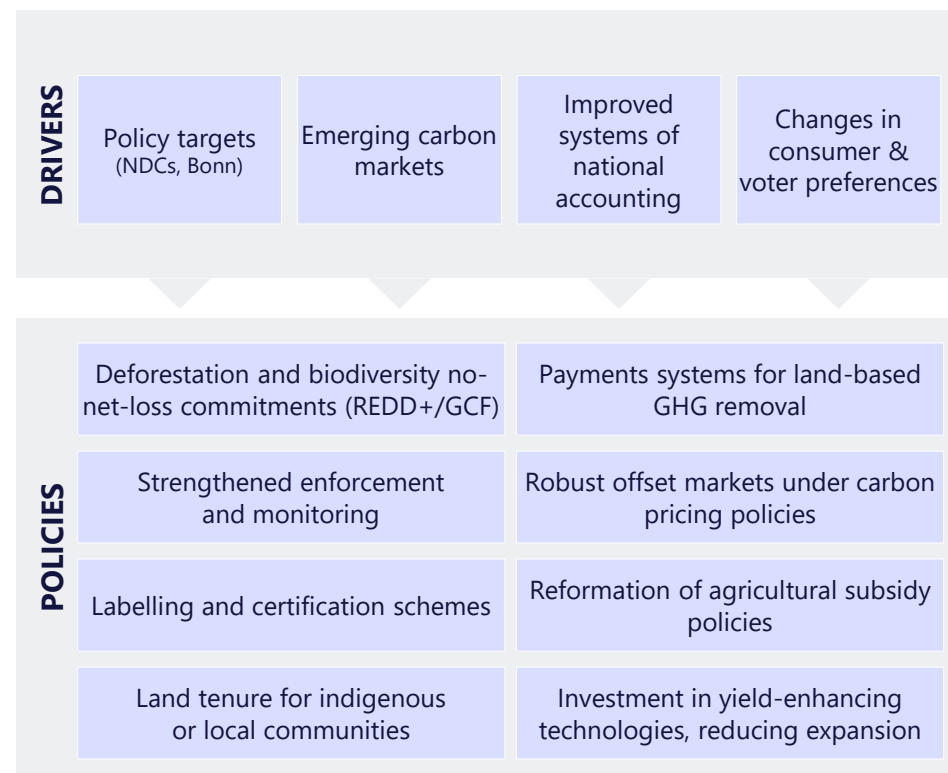 DRIVERS
Policy targets
(NDCs, Bonn)
Emerging carbon
markets
Improved
systems of
national
accounting
Changes in
consumer &
voter preferences
POLICIES
Deforestation and biodiversity no-
net-loss commitments (REDD+/GCF)
Payments systems for land-based
GHG removal
Strengthened enforcement
and monitoring
Robust offset markets under carbon
pricing policies
Labelling and certification schemes
Reformation of agricultural subsidy
policies
Land tenure for indigenous
or local communities
Investment in yield-enhancing
technologies, reducing expansion